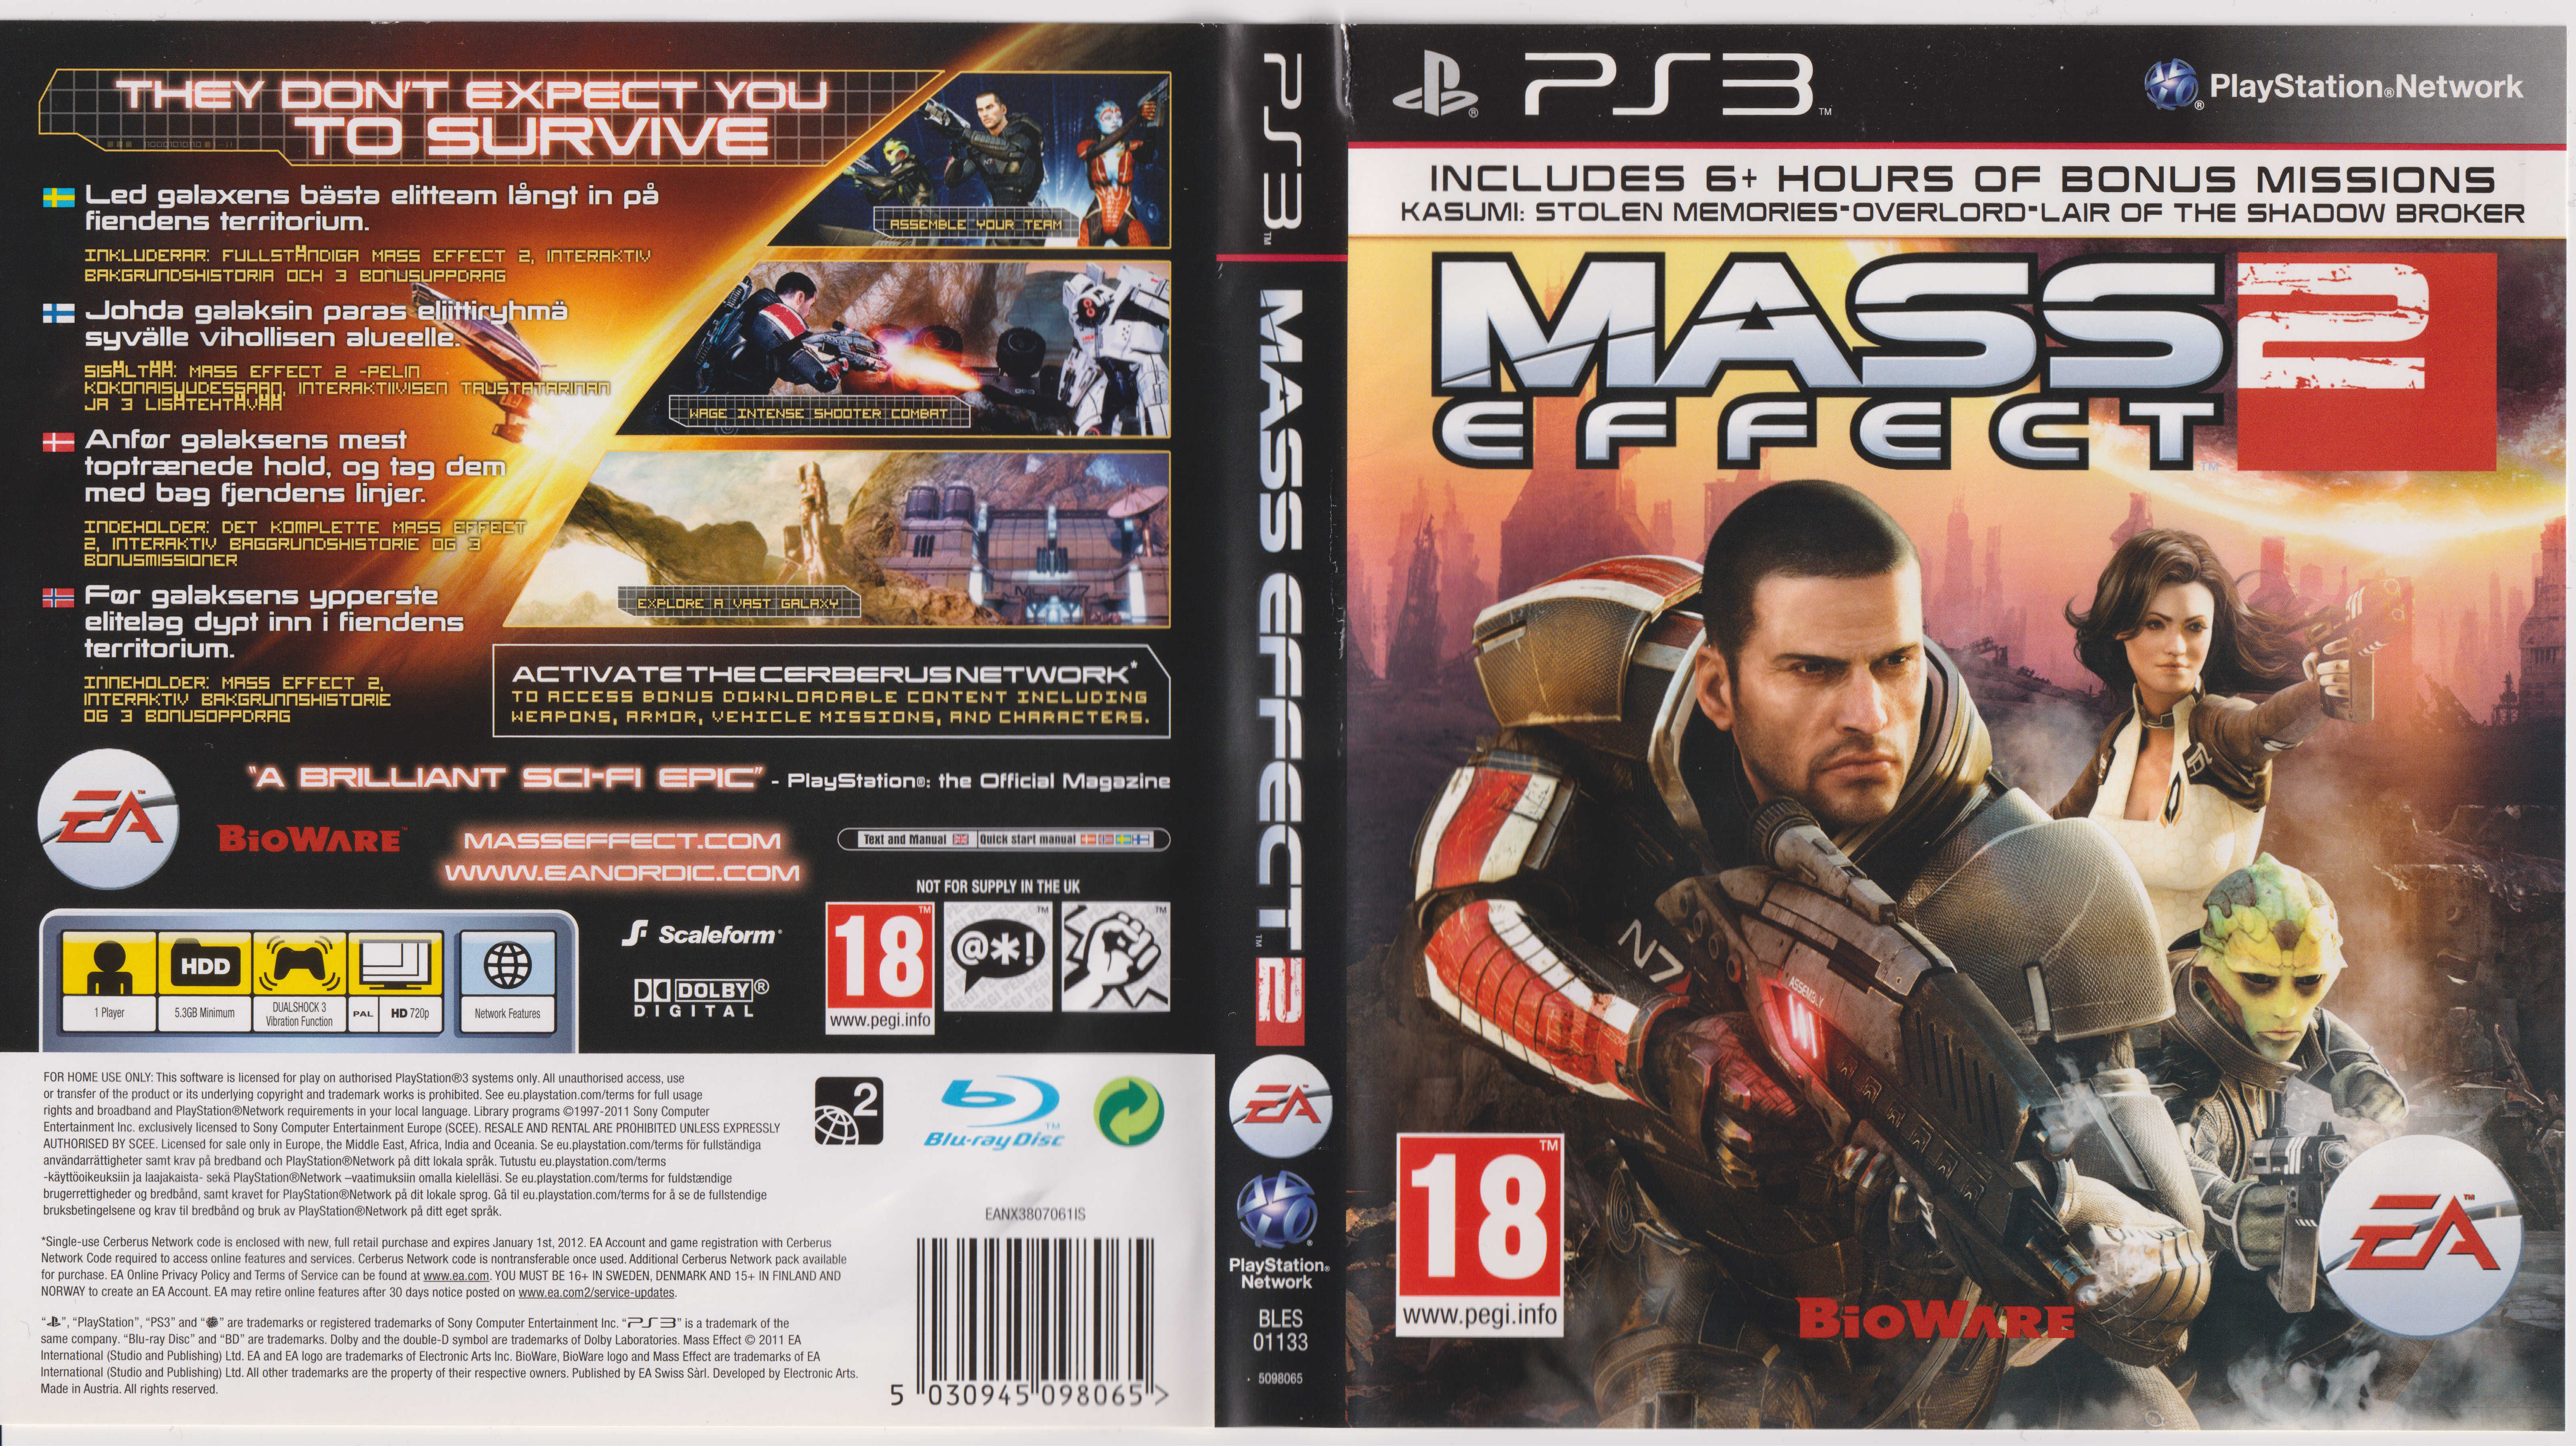 THEY DON'T EXPECT YOU
TO SURVIVE
Led galaxens bästa elitteam långt in på
fiendens territorium.
INKLUDERAR: FULLSTÄNDIGA MASS EFFECT 2, INTERAKTIV
BAKGRUNDSHISTORIA OCH 3 BONUSUPPDRAG
Johda galaksin paras eliittiryhmä
syvälle vihollisen alueelle.
SISÄLTÄÄ: MASS EFFECT 2 -PELIN
KOKONAISUUDESSAAN, INTERAKTIIVISEN TAUSTATARINAN
JA 3 LISÄTEHTÄVÄÄ
Anfør galaksens mest
toptrænede hold, og tag dem
med bag fjendens linjer.
INDEHOLDER: DET KOMPLETTE MASS EFFECT
2, INTERAKTIV BAGGRUNDSHISTORIE OG 3
BONUSMISSIONER
Før galaksens ypperste
elitelag dypt inn i fiendens
territorium.
INNEHOLDER: MASS EFFECT 2,
INTERAKTIV BAKGRUNNSHISTORIE
OG 3 BONUSOPPDRAG
ASSEMBLE YOUR TEAM
WAGE INTENSE SHOOTER COMBAT
EXPLORE A VAST GALAXY
ACTIVATE THE CERBERUS NETWORK*
TO ACCESS BONUS DOWNLOADABLE CONTENT INCLUDING
WEAPONS, ARMOR, VEHICLE MISSIONS, AND CHARACTERS.
"A BRILLIANT SCI-FI EPIC" - PlayStation®: the Official Magazine
EA™
BIOWARE™
MASSEFFECT.COM
WWW.EANORDIC.COM
Text and Manual Quick start manual
NOT FOR SUPPLY IN THE UK
HDD
1 Player
5.3GB Minimum
DUALSHOCK 3
Vibration Function
PAL HD 720p
Network Features
Scaleform
DOLBY®
DIGITAL
18™
www.pegi.info
@*!
FOR HOME USE ONLY: This software is licensed for play on authorised PlayStation®3 systems only. All unauthorised access, use
or transfer of the product or its underlying copyright and trademark works is prohibited. See eu.playstation.com/terms for full usage
rights and broadband and PlayStation®Network requirements in your local language. Library programs ©1997-2011 Sony Computer
Entertainment Inc. exclusively licensed to Sony Computer Entertainment Europe (SCEE). RESALE AND RENTAL ARE PROHIBITED UNLESS EXPRESSLY
AUTHORISED BY SCEE. Licensed for sale only in Europe, the Middle East, Africa, India and Oceania. Se eu.playstation.com/terms för fullständiga
användarrättigheter samt krav på bredband och PlayStation®Network på ditt lokala språk. Tutustu eu.playstation.com/terms
-käyttöoikeuksiin ja laajakaista- sekä PlayStation®Network –vaatimuksiin omalla kielelläsi. Se eu.playstation.com/terms for fuldstændige
brugerrettigheder og bredbånd, samt kravet for PlayStation®Network på dit lokale sprog. Gå til eu.playstation.com/terms for å se de fullstendige
bruksbetingelsene og krav til bredbånd og bruk av PlayStation®Network på ditt eget språk.
*Single-use Cerberus Network code is enclosed with new, full retail purchase and expires January 1st, 2012. EA Account and game registration with Cerberus
Network Code required to access online features and services. Cerberus Network code is nontransferable once used. Additional Cerberus Network pack available
for purchase. EA Online Privacy Policy and Terms of Service can be found at www.ea.com. YOU MUST BE 16+ IN SWEDEN, DENMARK AND 15+ IN FINLAND AND
NORWAY to create an EA Account. EA may retire online features after 30 days notice posted on www.ea.com2/service-updates.
"", "PlayStation", "PS3" and "" are trademarks or registered trademarks of Sony Computer Entertainment Inc. "PS3" is a trademark of the
same company. "Blu-ray Disc" and "BD" are trademarks. Dolby and the double-D symbol are trademarks of Dolby Laboratories. Mass Effect © 2011 EA
International (Studio and Publishing) Ltd. EA and EA logo are trademarks of Electronic Arts Inc. BioWare, BioWare logo and Mass Effect are trademarks of EA
International (Studio and Publishing) Ltd. All other trademarks are the property of their respective owners. Published by EA Swiss Sàrl. Developed by Electronic Arts.
Made in Austria. All rights reserved.
2
Blu-ray Disc™
EANX3807061IS
5 030945 098065 >
PS3™
MASS EFFECT™ 2
EA
PlayStation®
Network
BLES
01133
5098065
PS3™
PlayStation®Network
INCLUDES 6+ HOURS OF BONUS MISSIONS
KASUMI: STOLEN MEMORIES-OVERLORD-LAIR OF THE SHADOW BROKER
MASS
EFFECT™
2
N7
ASSEMBLY
18™
www.pegi.info
BIOWARE
EA™